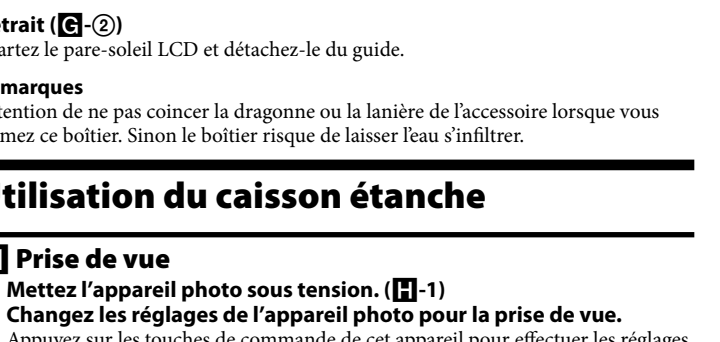 trait (G-②)
artez le pare-soleil LCD et détachez-le du guide.
marques
tention de ne pas coincer la dragonne ou la lanière de l’accessoire lorsque vous
mez ce boîtier. Sinon le boîtier risque de laisser l’eau s’infiltrer.
tilisation du caisson étanche
Prise de vue
Mettez l’appareil photo sous tension. (H-1)
Changez les réglages de l’appareil photo pour la prise de vue.
Appuyez sur les touches de commande de cet appareil pour effectuer les réglages